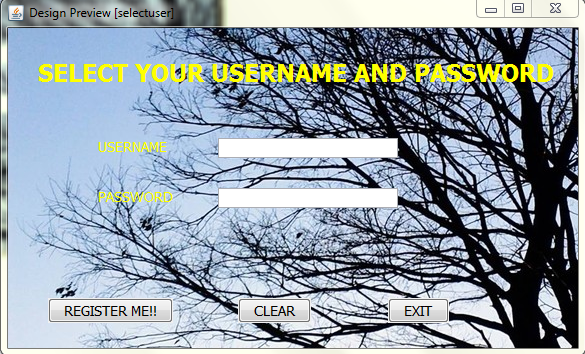 Design Preview [selectuser]
SELECT YOUR USERNAME AND PASSWORD
USERNAME
PASSWORD
REGISTER ME!! CLEAR EXIT